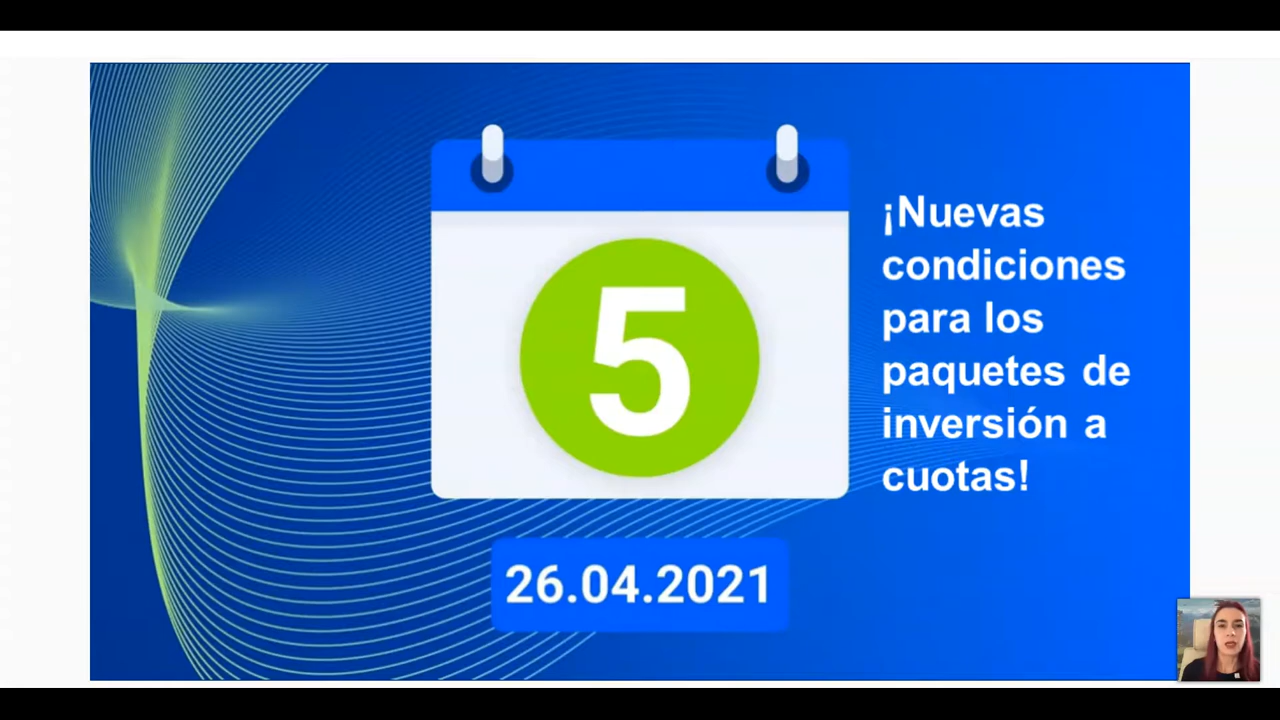 5
¡Nuevas
condiciones
para los
paquetes de
inversión a
cuotas!
26.04.2021